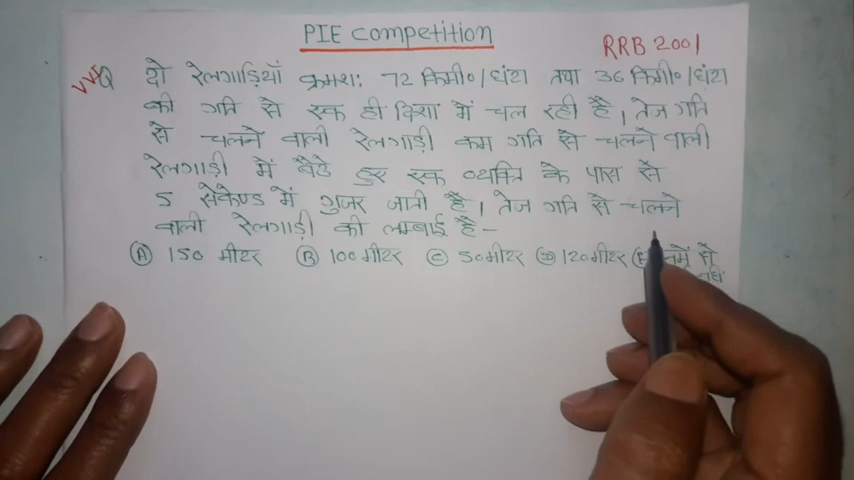 PIE Competition
RRB 2001
VVI Q दो रेलगाड़ियाँ क्रमशः 72 किमी०/घंटा तथा 36 किमी०/घंटा
की गति से एक ही दिशा में चल रही है, तेज गति
से चलने वाली रेलगाड़ी कम गति से चलने वाली
रेलगाड़ी में बैठे हुए एक व्यक्ति के पास से
5 सेकेण्ड में गुजर जाती है, तेज गति से चलने
वाली रेलगाड़ी की लम्बाई है -
(A) 150 मीटर (B) 100 मीटर (C) 50 मीटर (D) 120 मीटर (E) से